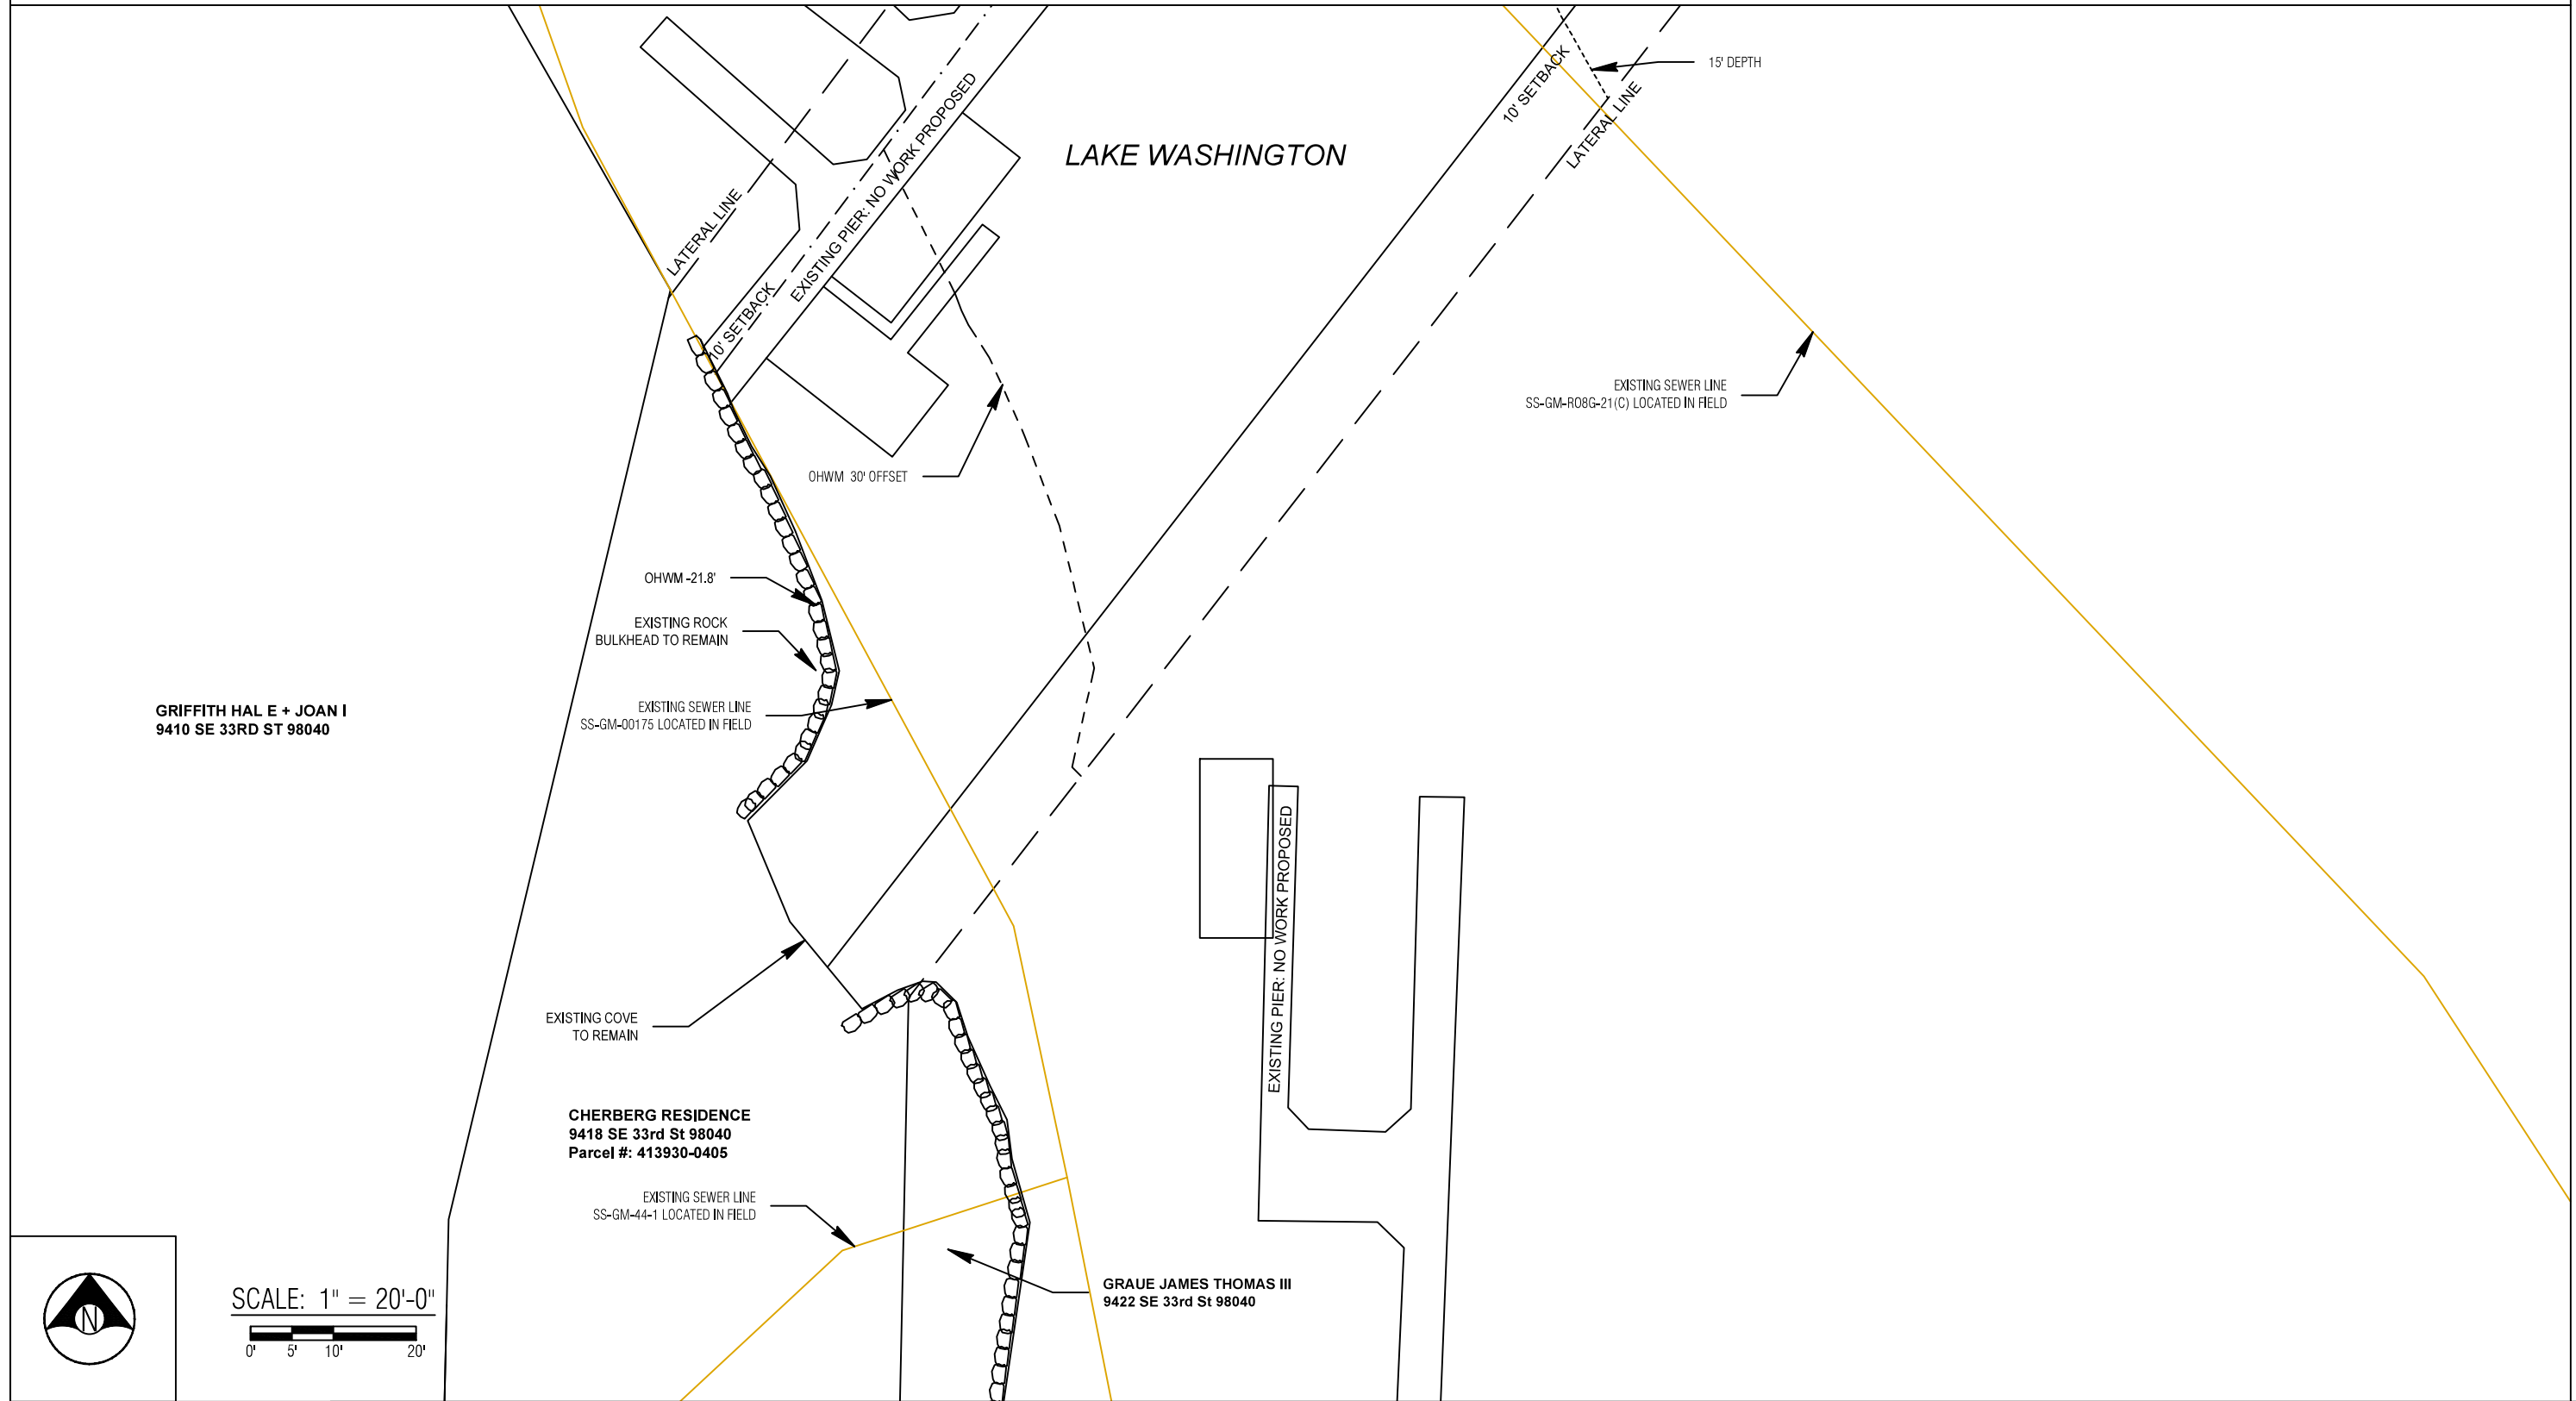 15' DEPTH
10' SETBACK
LATERAL LINE
LAKE WASHINGTON
EXISTING PIER: NO WORK PROPOSED
LATERAL LINE
10' SETBACK
EXISTING SEWER LINE
SS-GM-R08G-21(C) LOCATED IN FIELD
OHWM 30' OFFSET
OHWM -21.8'
EXISTING ROCK
BULKHEAD TO REMAIN
EXISTING SEWER LINE
SS-GM-00175 LOCATED IN FIELD
GRIFFITH HAL E + JOAN I
9410 SE 33RD ST 98040
EXISTING PIER: NO WORK PROPOSED
EXISTING COVE
TO REMAIN
CHERBERG RESIDENCE
9418 SE 33rd St 98040
Parcel #: 413930-0405
EXISTING SEWER LINE
SS-GM-44-1 LOCATED IN FIELD
GRAUE JAMES THOMAS III
9422 SE 33rd St 98040
N
SCALE: 1" = 20'-0"
0' 5' 10' 20'